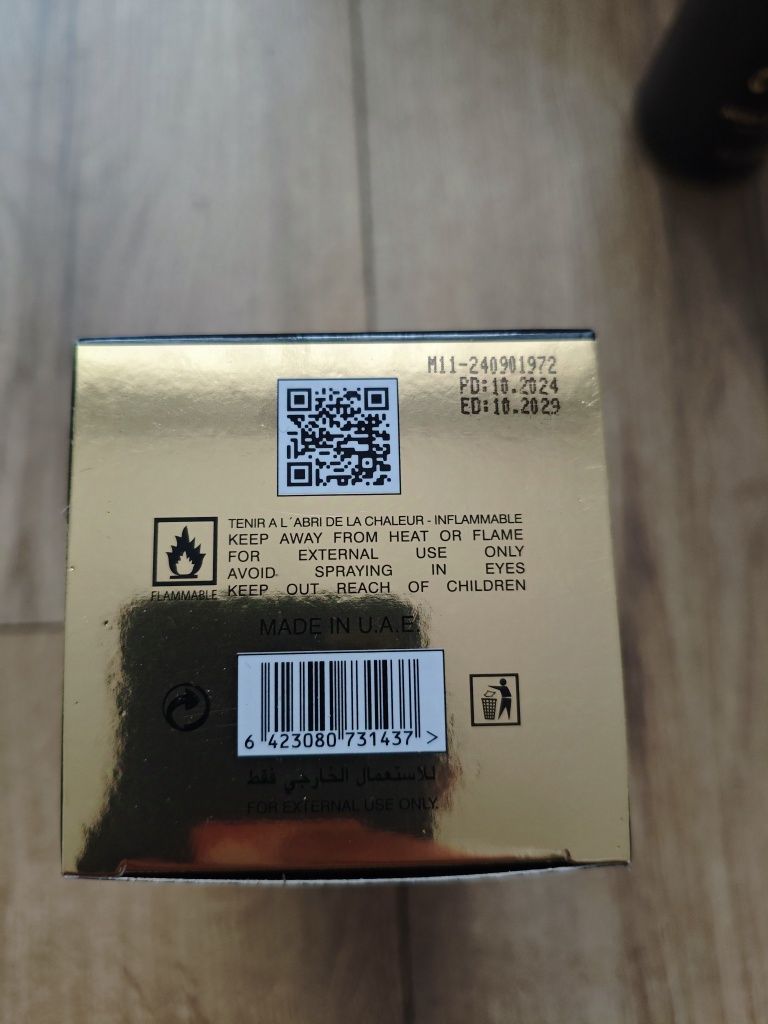 M11-240901972
PD:10.2024
ED:10.2029
TENIR A L´ABRI DE LA CHALEUR - INFLAMMABLE
KEEP AWAY FROM HEAT OR FLAME
FOR EXTERNAL USE ONLY
AVOID SPRAYING IN EYES
KEEP OUT REACH OF CHILDREN
FLAMMABLE
MADE IN U.A.E.
6 423080 731437 >
للاستعمال الخارجي فقط
FOR EXTERNAL USE ONLY.